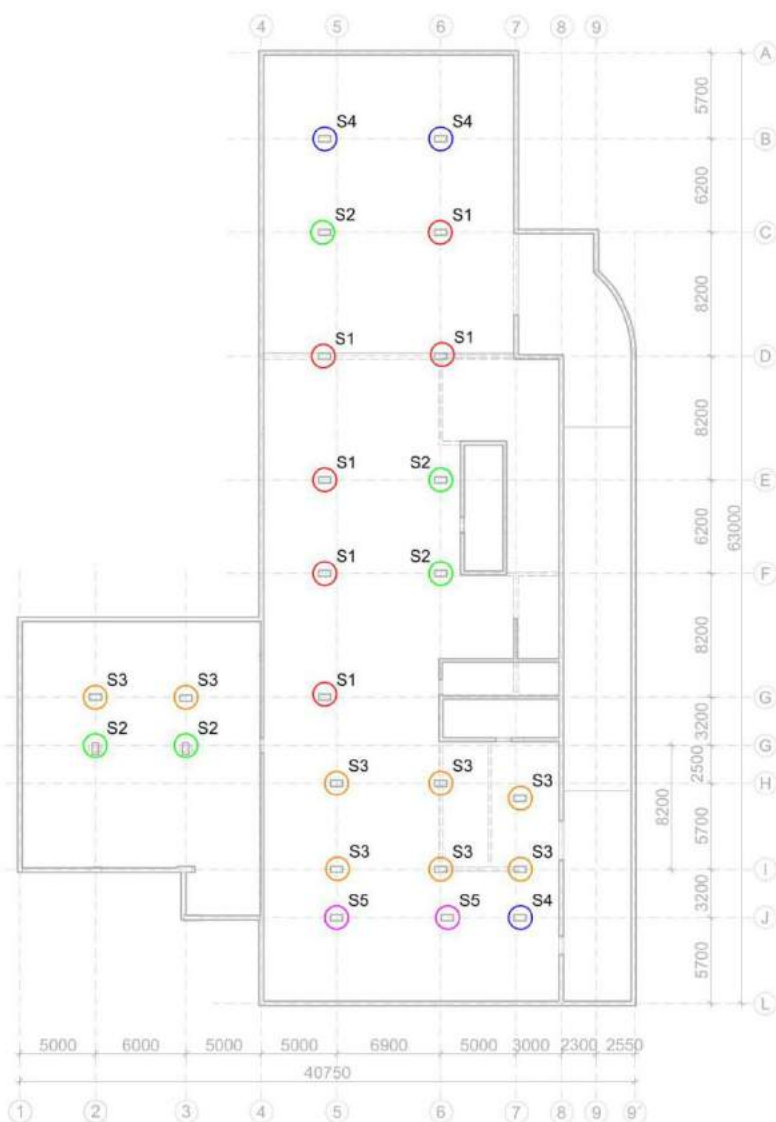 4 5 6 7 8 9
A
5700
S4 S4
B
6200
S2 S1
C
8200
S1 S1
D
8200
S1 S2
E
6200
63000
S1 S2
F
8200
S3 S3 S1
G
3200
S2 S2
G
2500
S3 S3 S3
H
8200
5700
S3 S3 S3
I
3200
S5 S5 S4
J
5700
L
5000 6000 5000 5000 6900 5000 3000 2300 2550
40750
1 2 3 4 5 6 7 8 9 9'